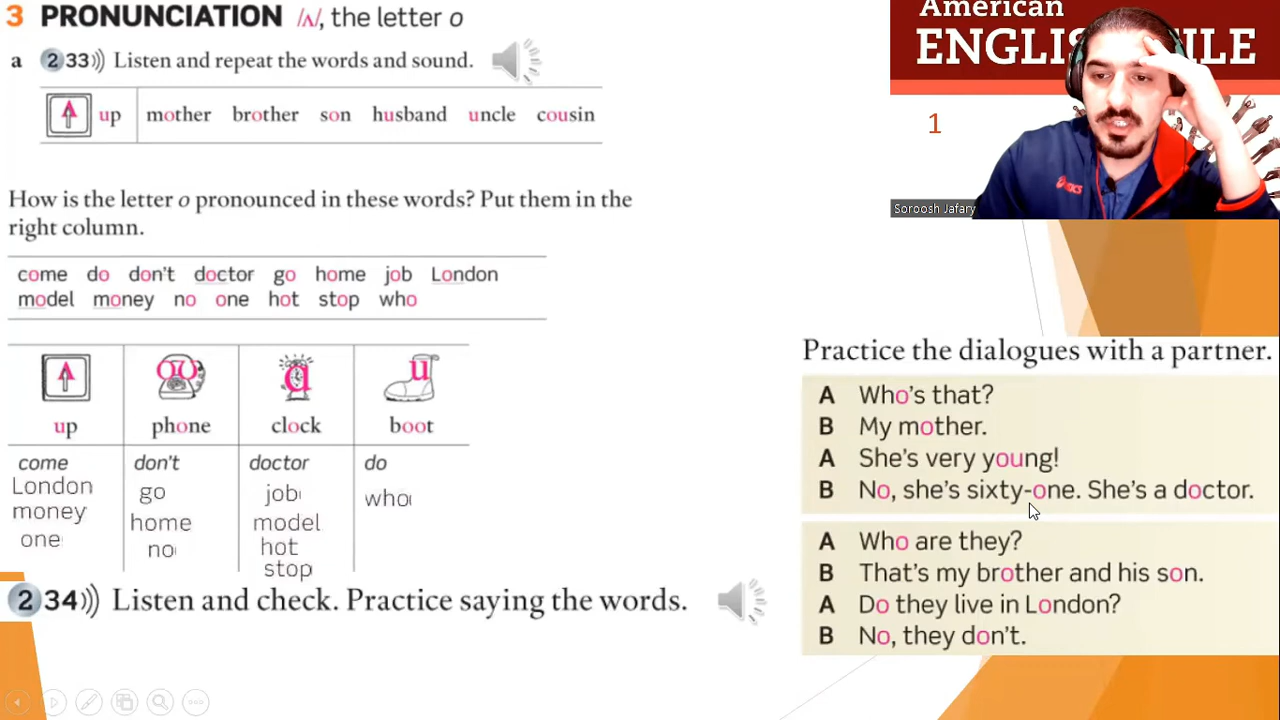 3 PRONUNCIATION /ʌ/, the letter o
a 2 33)) Listen and repeat the words and sound.
up mother brother son husband uncle cousin
How is the letter o pronounced in these words? Put them in the
right column.
come do don't doctor go home job London
model money no one hot stop who
ʌ oʊ ɑ u
up phone clock boot
come don't doctor do
London go job who
money home model
one no hot
stop
2 34)) Listen and check. Practice saying the words.
American
ENGLISH FILE
1
Soroosh Jafary
Practice the dialogues with a partner.
A Who's that?
B My mother.
A She's very young!
B No, she's sixty-one. She's a doctor.
A Who are they?
B That's my brother and his son.
A Do they live in London?
B No, they don't.